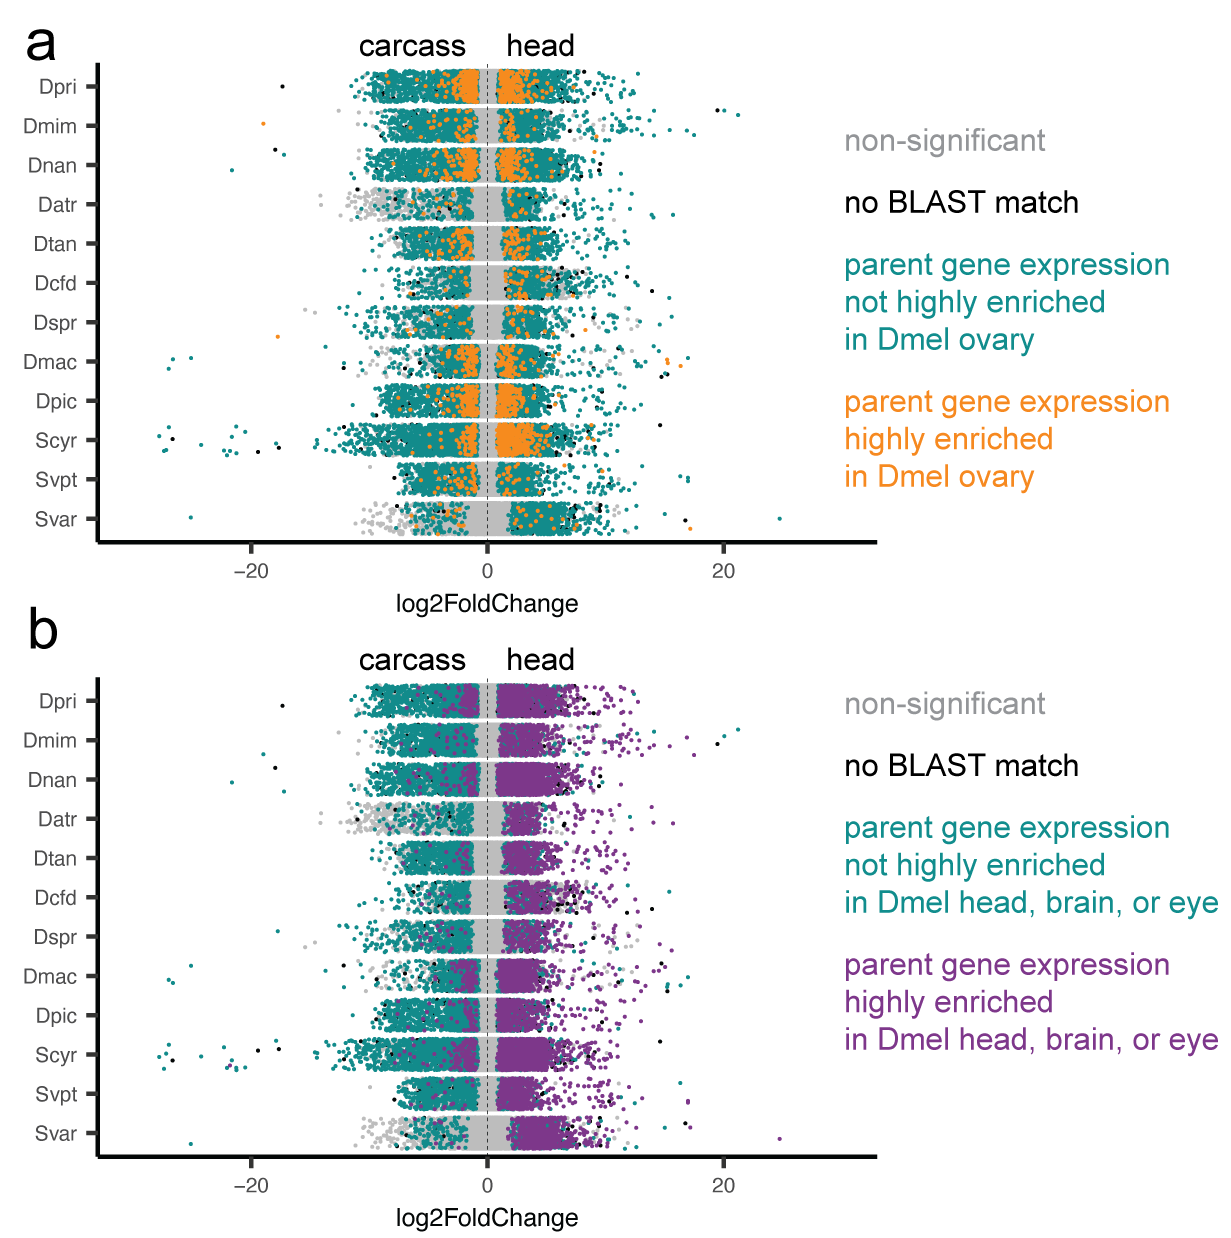 a
carcass head
Dpri
Dmim
Dnan
Datr
Dtan
Dcfd
Dspr
Dmac
Dpic
Scyr
Svpt
Svar
−20 0 20
log2FoldChange
non-significant
no BLAST match
parent gene expression
not highly enriched
in Dmel ovary
parent gene expression
highly enriched
in Dmel ovary
b
carcass head
Dpri
Dmim
Dnan
Datr
Dtan
Dcfd
Dspr
Dmac
Dpic
Scyr
Svpt
Svar
−20 0 20
log2FoldChange
non-significant
no BLAST match
parent gene expression
not highly enriched
in Dmel head, brain, or eye
parent gene expression
highly enriched
in Dmel head, brain, or eye